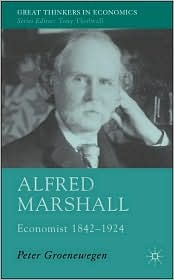 GREAT THINKERS IN ECONOMICS
Series Editor: Tony Thirlwall
ALFRED
MARSHALL
Economist 1842–1924
Peter Groenewegen